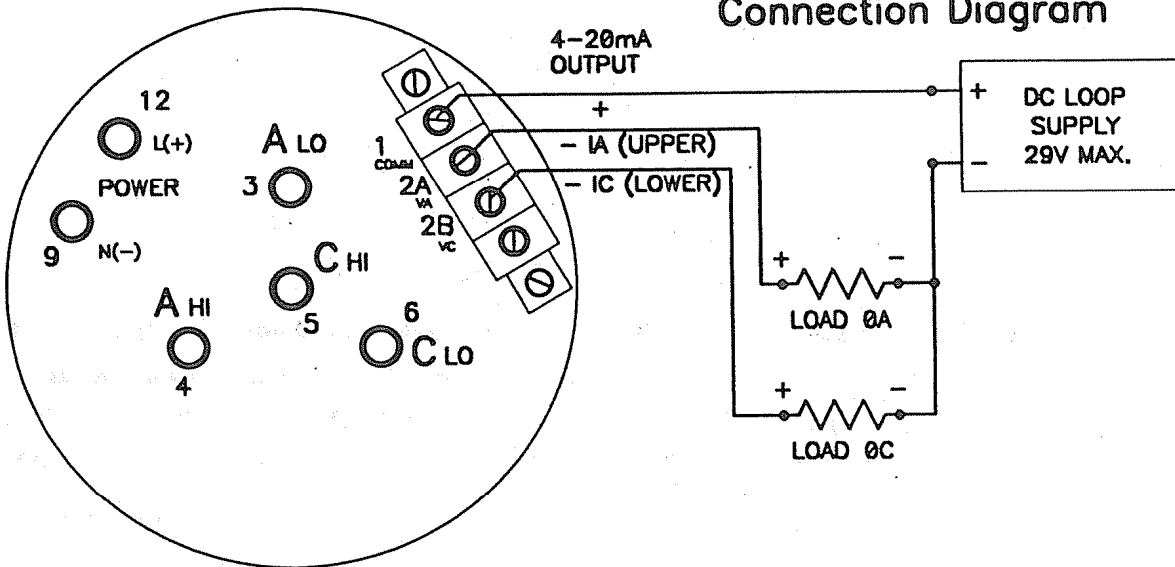 Connection Diagram
4-20mA
OUTPUT
+
- IA (UPPER)
- IC (LOWER)
+
-
DC LOOP
SUPPLY
29V MAX.
12
L(+)
POWER
9
N(-)
A LO
3
C HI
5
A HI
4
6
C LO
1
COMM
2A
VA
2B
VC
+
-
LOAD 0A
+
-
LOAD 0C